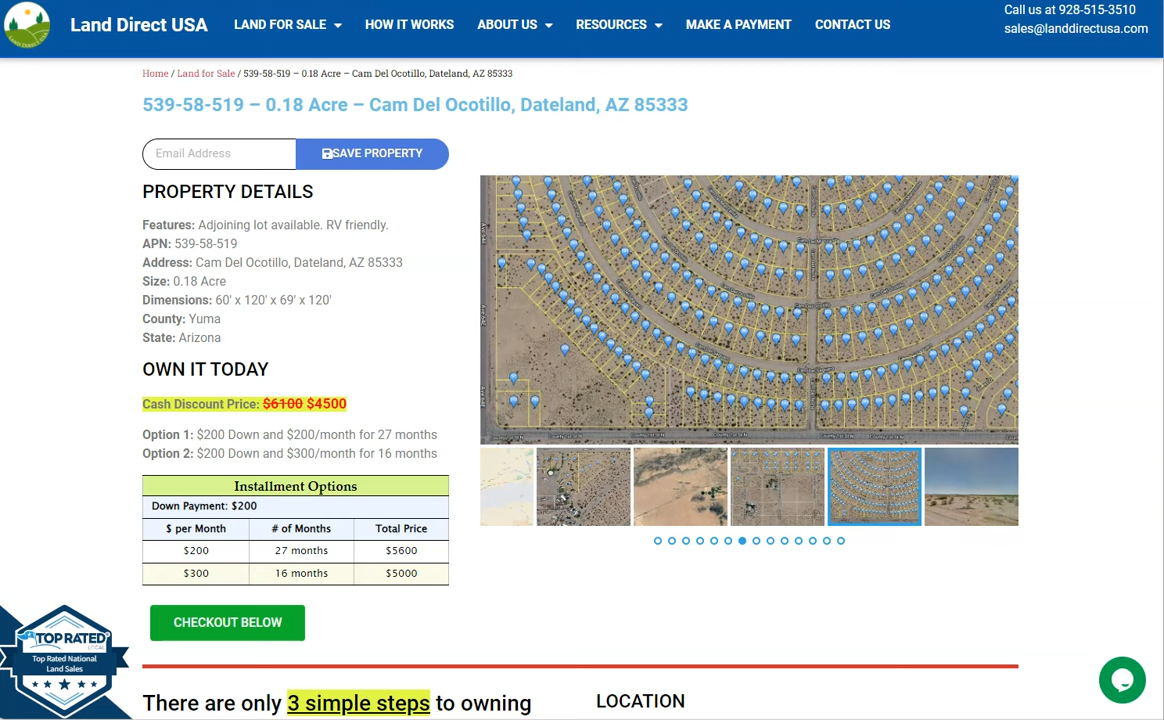 Land Direct USA
LAND FOR SALE
HOW IT WORKS
ABOUT US
RESOURCES
MAKE A PAYMENT
CONTACT US
Call us at 928-515-3510
sales@landdirectusa.com
Home / Land for Sale / 539-58-519 – 0.18 Acre – Cam Del Ocotillo, Dateland, AZ 85333
539-58-519 – 0.18 Acre – Cam Del Ocotillo, Dateland, AZ 85333
Email Address
SAVE PROPERTY
PROPERTY DETAILS
Features: Adjoining lot available. RV friendly.
APN: 539-58-519
Address: Cam Del Ocotillo, Dateland, AZ 85333
Size: 0.18 Acre
Dimensions: 60' x 120' x 69' x 120'
County: Yuma
State: Arizona
OWN IT TODAY
Cash Discount Price: $6100 $4500
Option 1: $200 Down and $200/month for 27 months
Option 2: $200 Down and $300/month for 16 months
Installment Options
Down Payment: $200
$ per Month # of Months Total Price
$200 27 months $5600
$300 16 months $5000
CHECKOUT BELOW
TOP RATED
LOCAL
Top Rated National
Land Sales
There are only 3 simple steps to owning
LOCATION